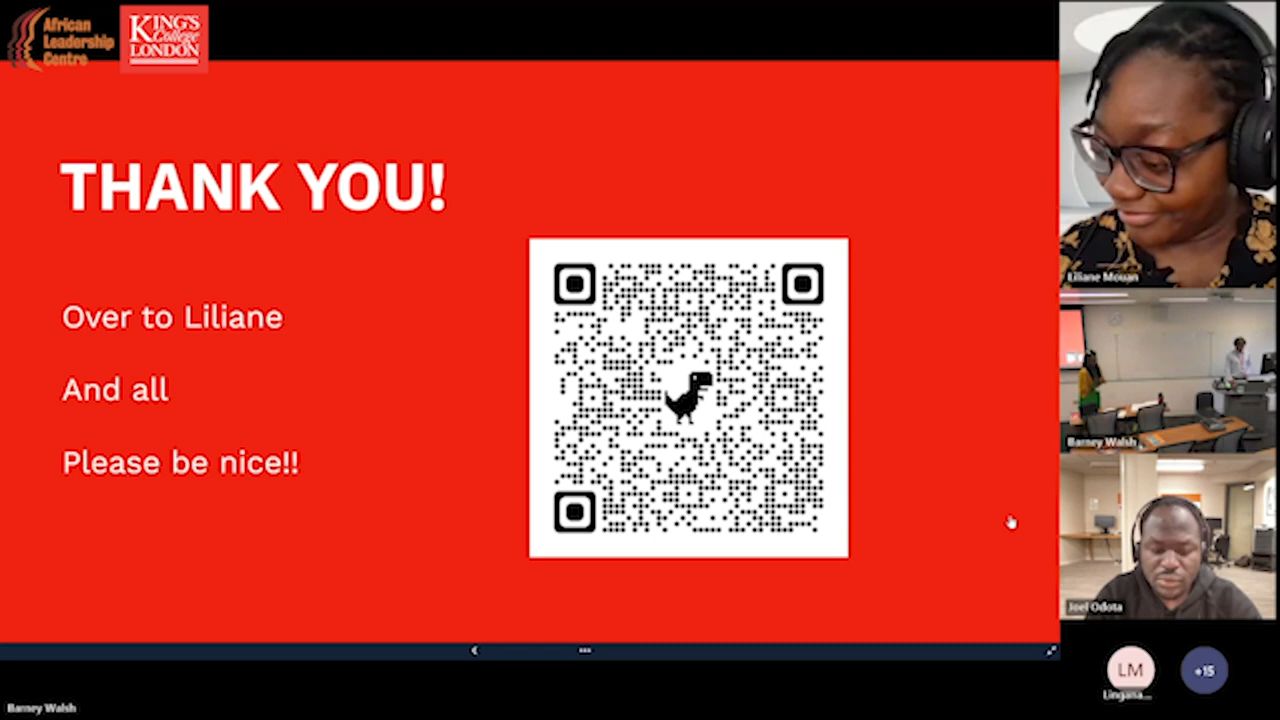 African
Leadership
Centre
KING'S
College
LONDON
THANK YOU!
Over to Liliane
And all
Please be nice!!
Liliane Mouan
Barney Walsh
Joel Odota
LM
+15
Lingana...
Barney Walsh